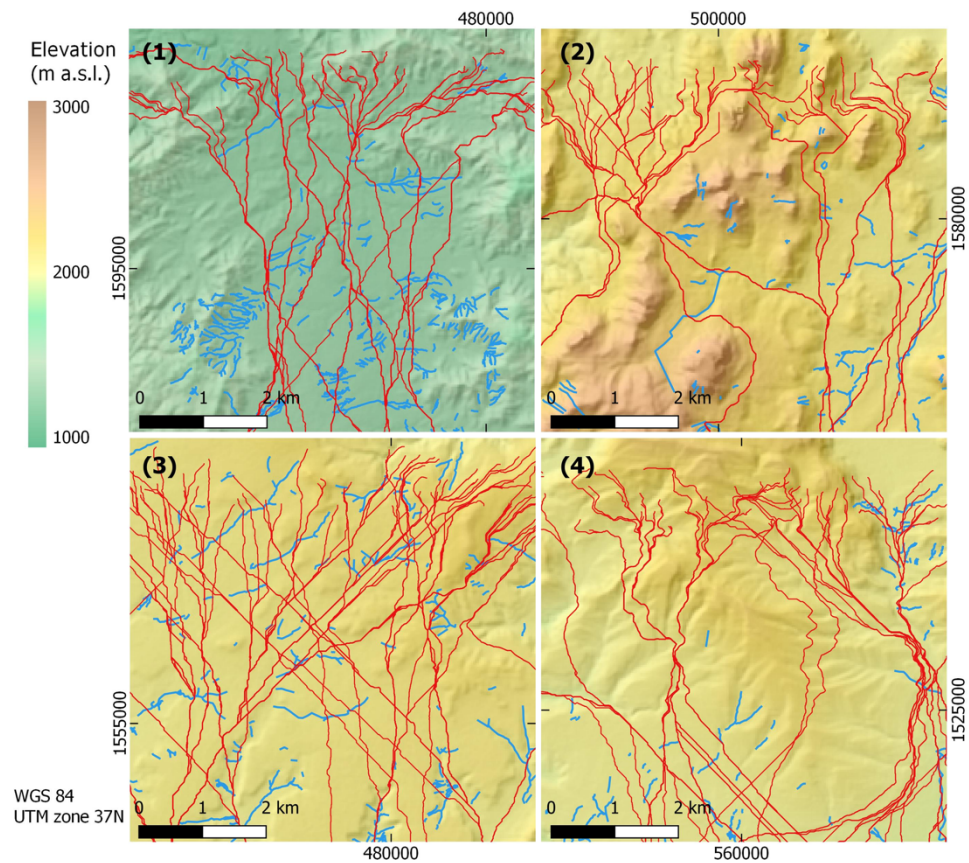 480000
500000
Elevation
(m a.s.l.)
3000
2000
1000
(1)
(2)
1595000
1580000
0 1 2 km
0 1 2 km
(3)
(4)
1555000
1525000
0 1 2 km
0 1 2 km
WGS 84
UTM zone 37N
480000
560000